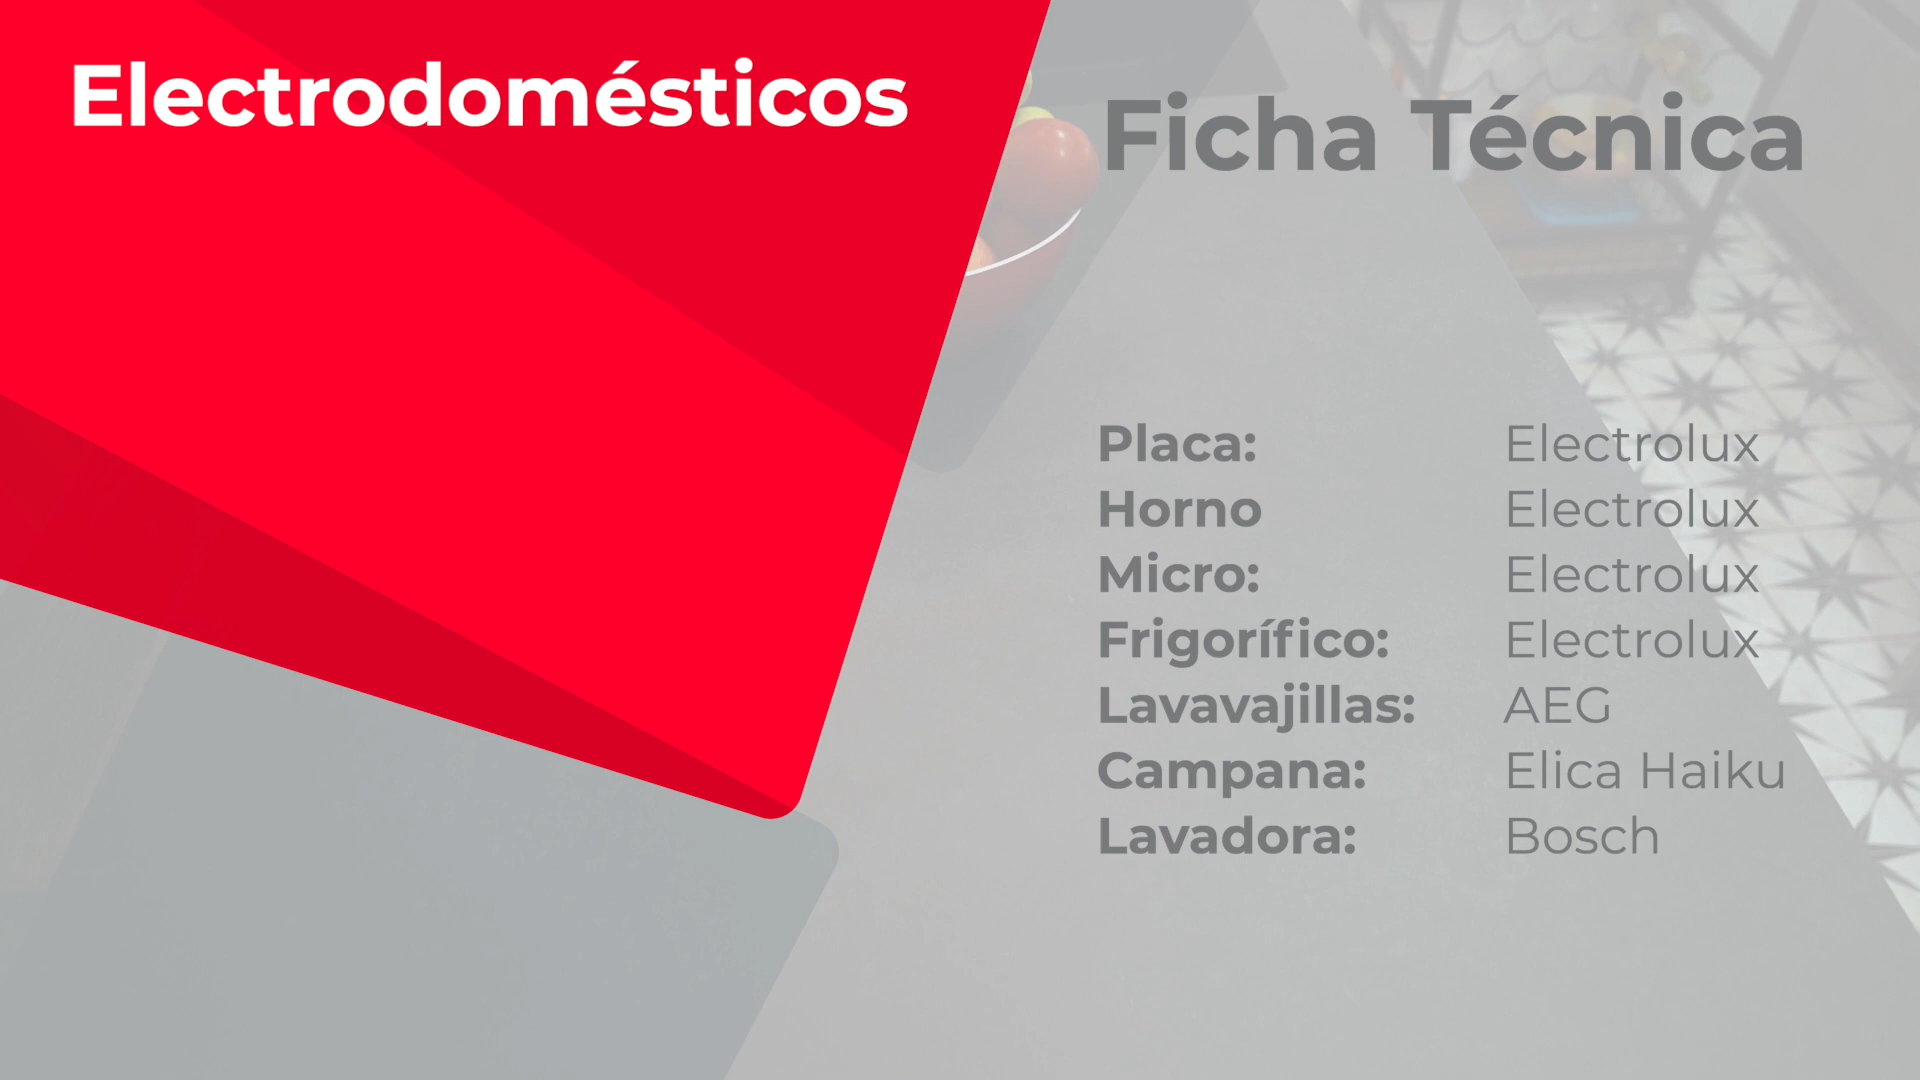 Electrodomésticos
Ficha Técnica
Placa: Electrolux
Horno Electrolux
Micro: Electrolux
Frigorífico: Electrolux
Lavavajillas: AEG
Campana: Elica Haiku
Lavadora: Bosch